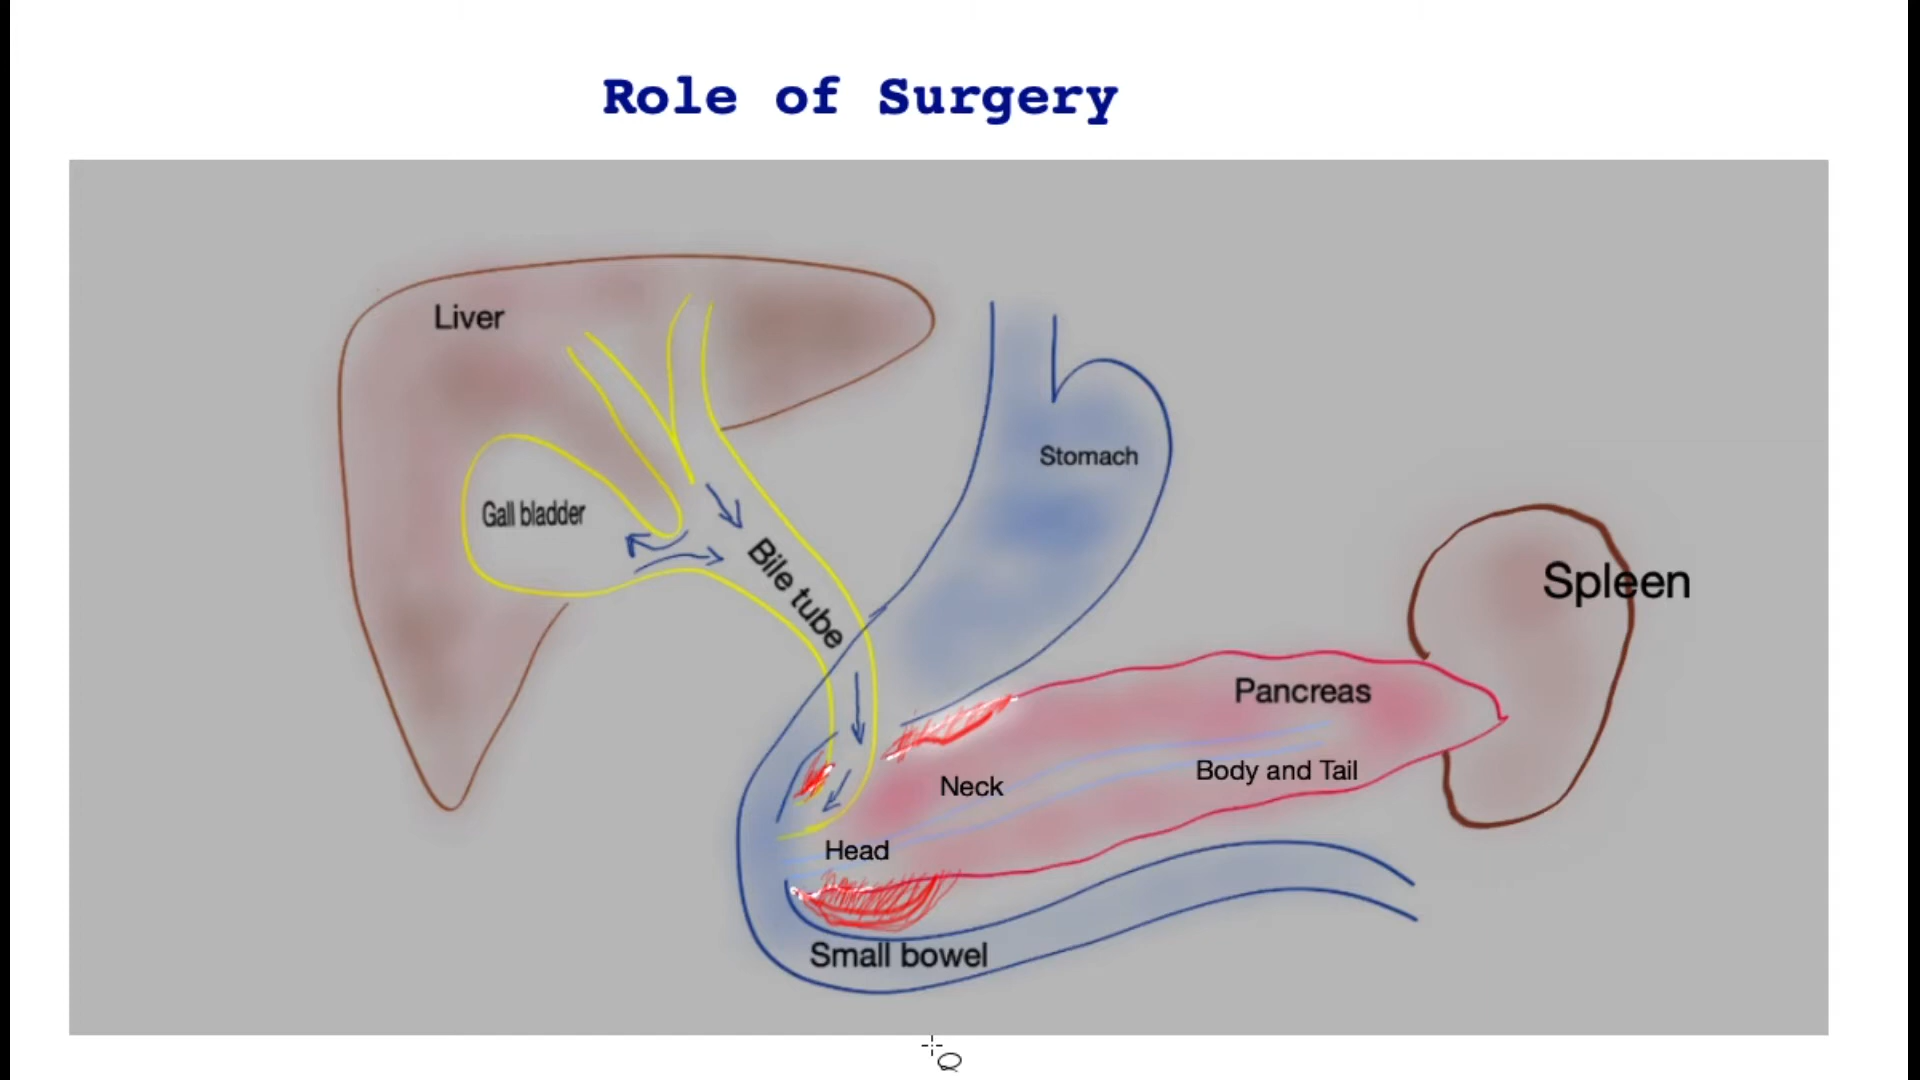 Role of Surgery
Liver
Stomach
Gall bladder
Bile tube
Spleen
Pancreas
Body and Tail
Neck
Head
Small bowel